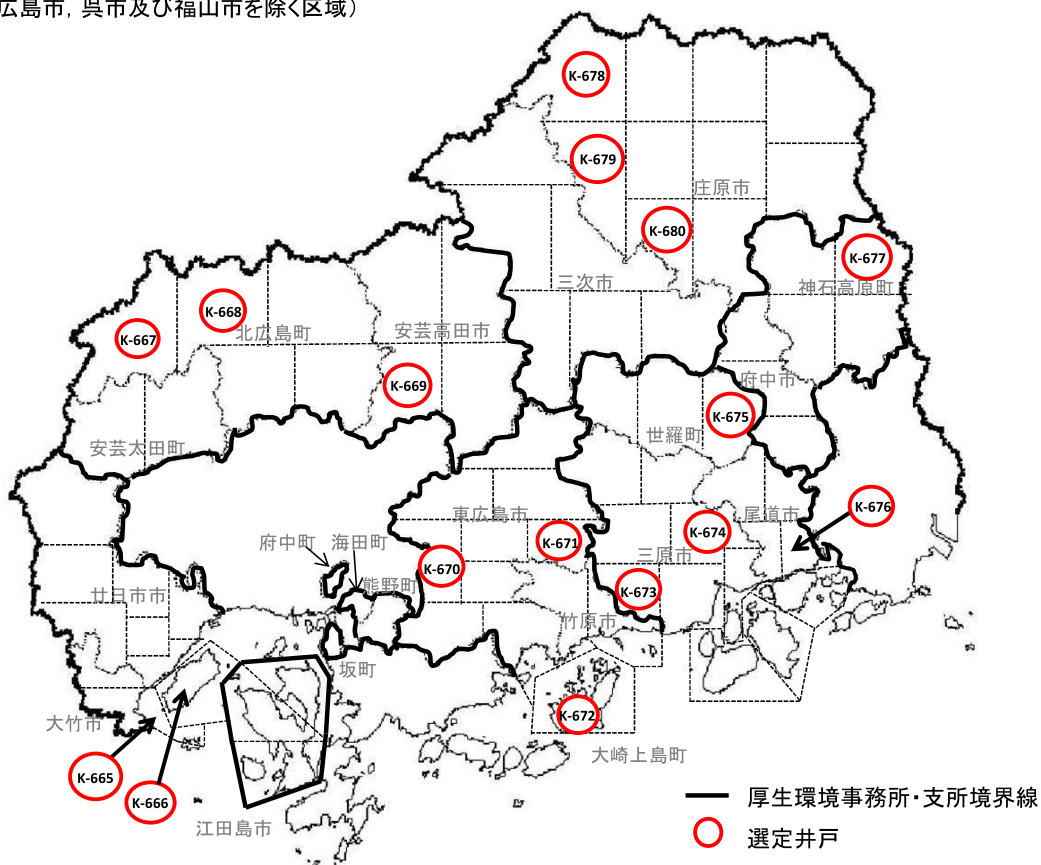 広島市，呉市及び福山市を除く区域）
K-678
K-679
庄原市
K-680
K-677
三次市
神石高原町
K-668
K-667
北広島町
安芸高田市
K-669
府中市
K-675
世羅町
安芸太田町
K-676
東広島市
尾道市
K-674
K-671
府中町
海田町
三原市
K-670
熊野町
K-673
廿日市市
竹原市
坂町
大竹市
K-672
大崎上島町
K-665
K-666
江田島市
厚生環境事務所・支所境界線
選定井戸